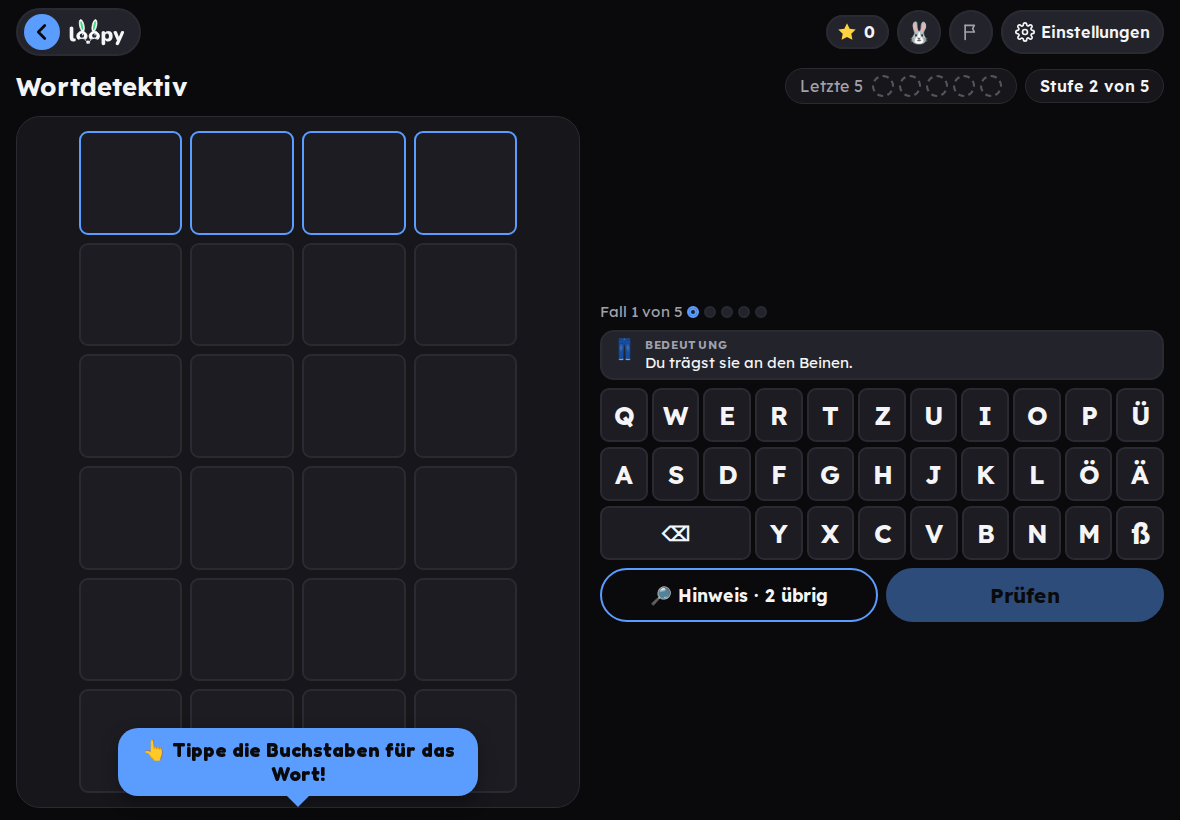 loopy
0
Einstellungen
Wortdetektiv
Letzte 5
Stufe 2 von 5
Fall 1 von 5
BEDEUTUNG
Du trägst sie an den Beinen.
Q W E R T Z U I O P Ü
A S D F G H J K L Ö Ä
Y X C V B N M ß
Hinweis · 2 übrig
Prüfen
Tippe die Buchstaben für das
Wort!